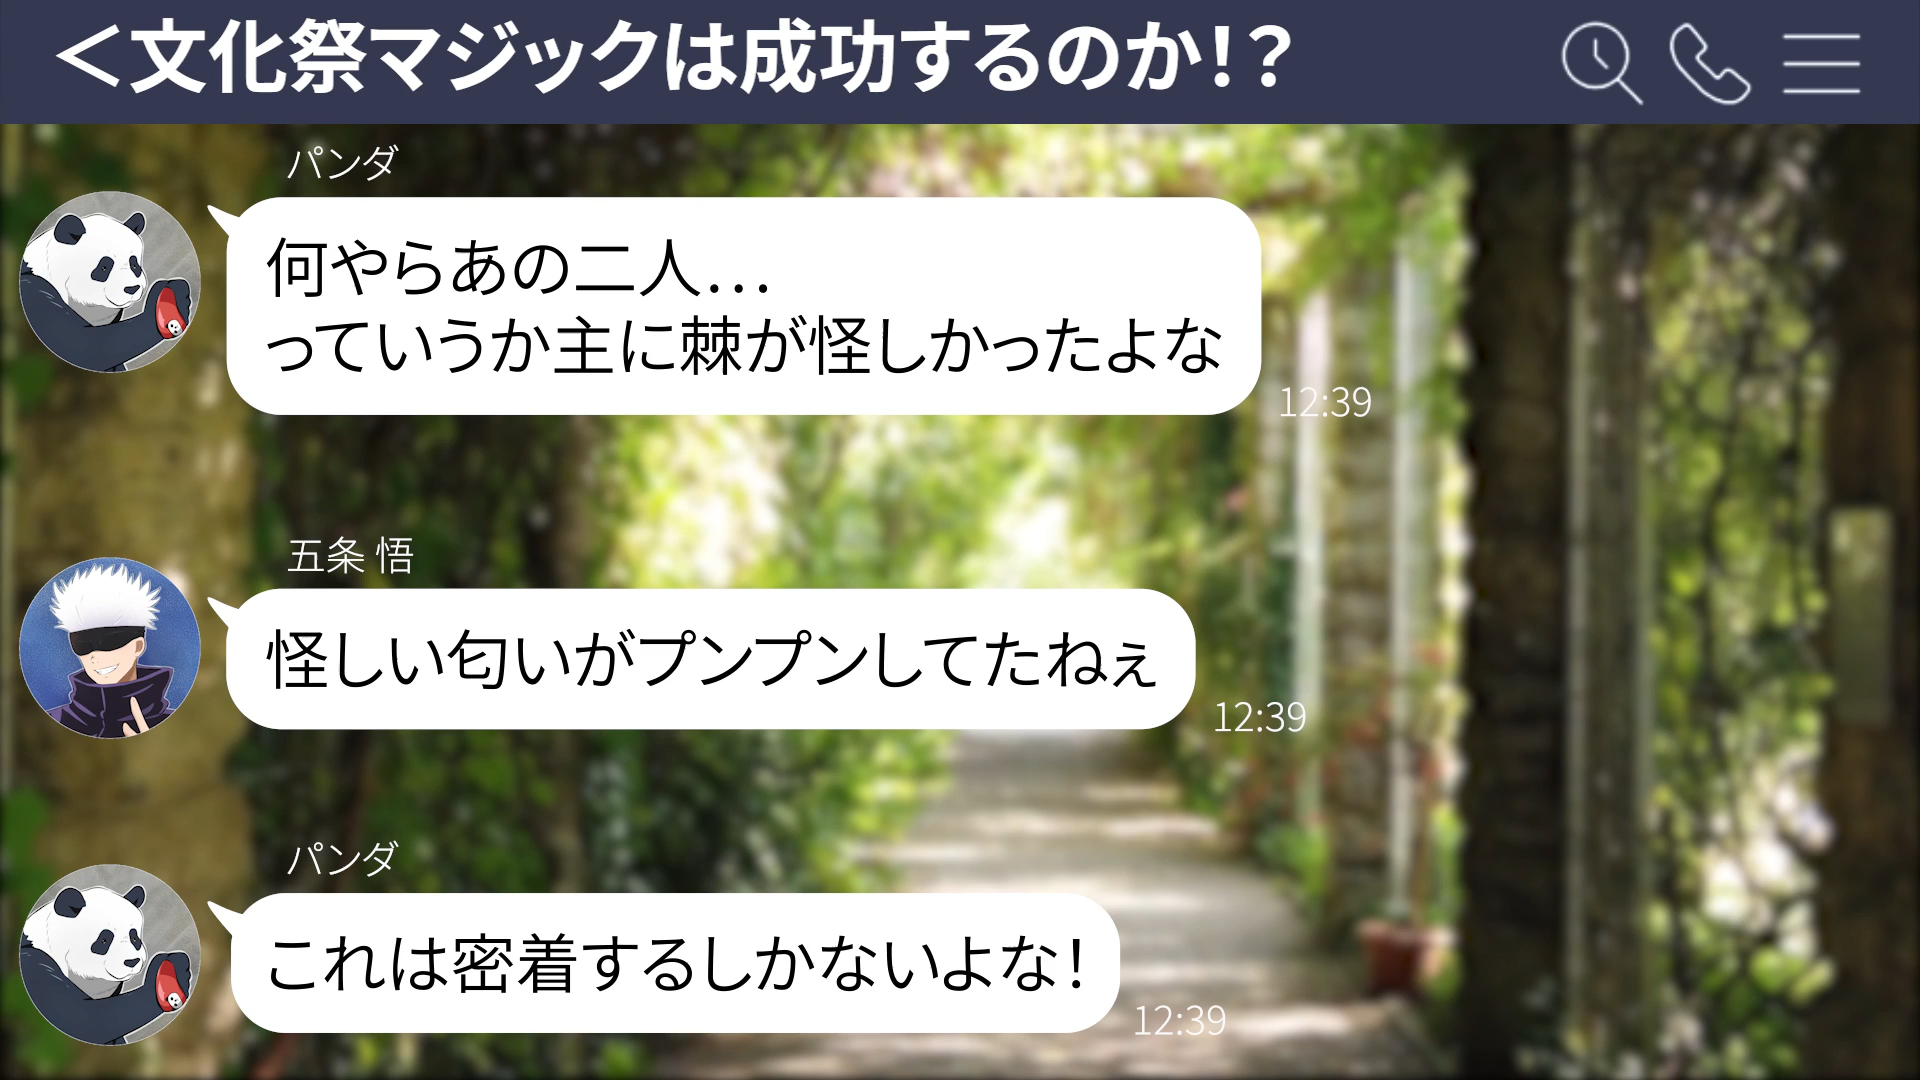 ＜文化祭マジックは成功するのか！？
パンダ
何やらあの二人…
っていうか主に棘が怪しかったよな
12:39
五条 悟
怪しい匂いがプンプンしてたねぇ
12:39
パンダ
これは密着するしかないよな！
12:39